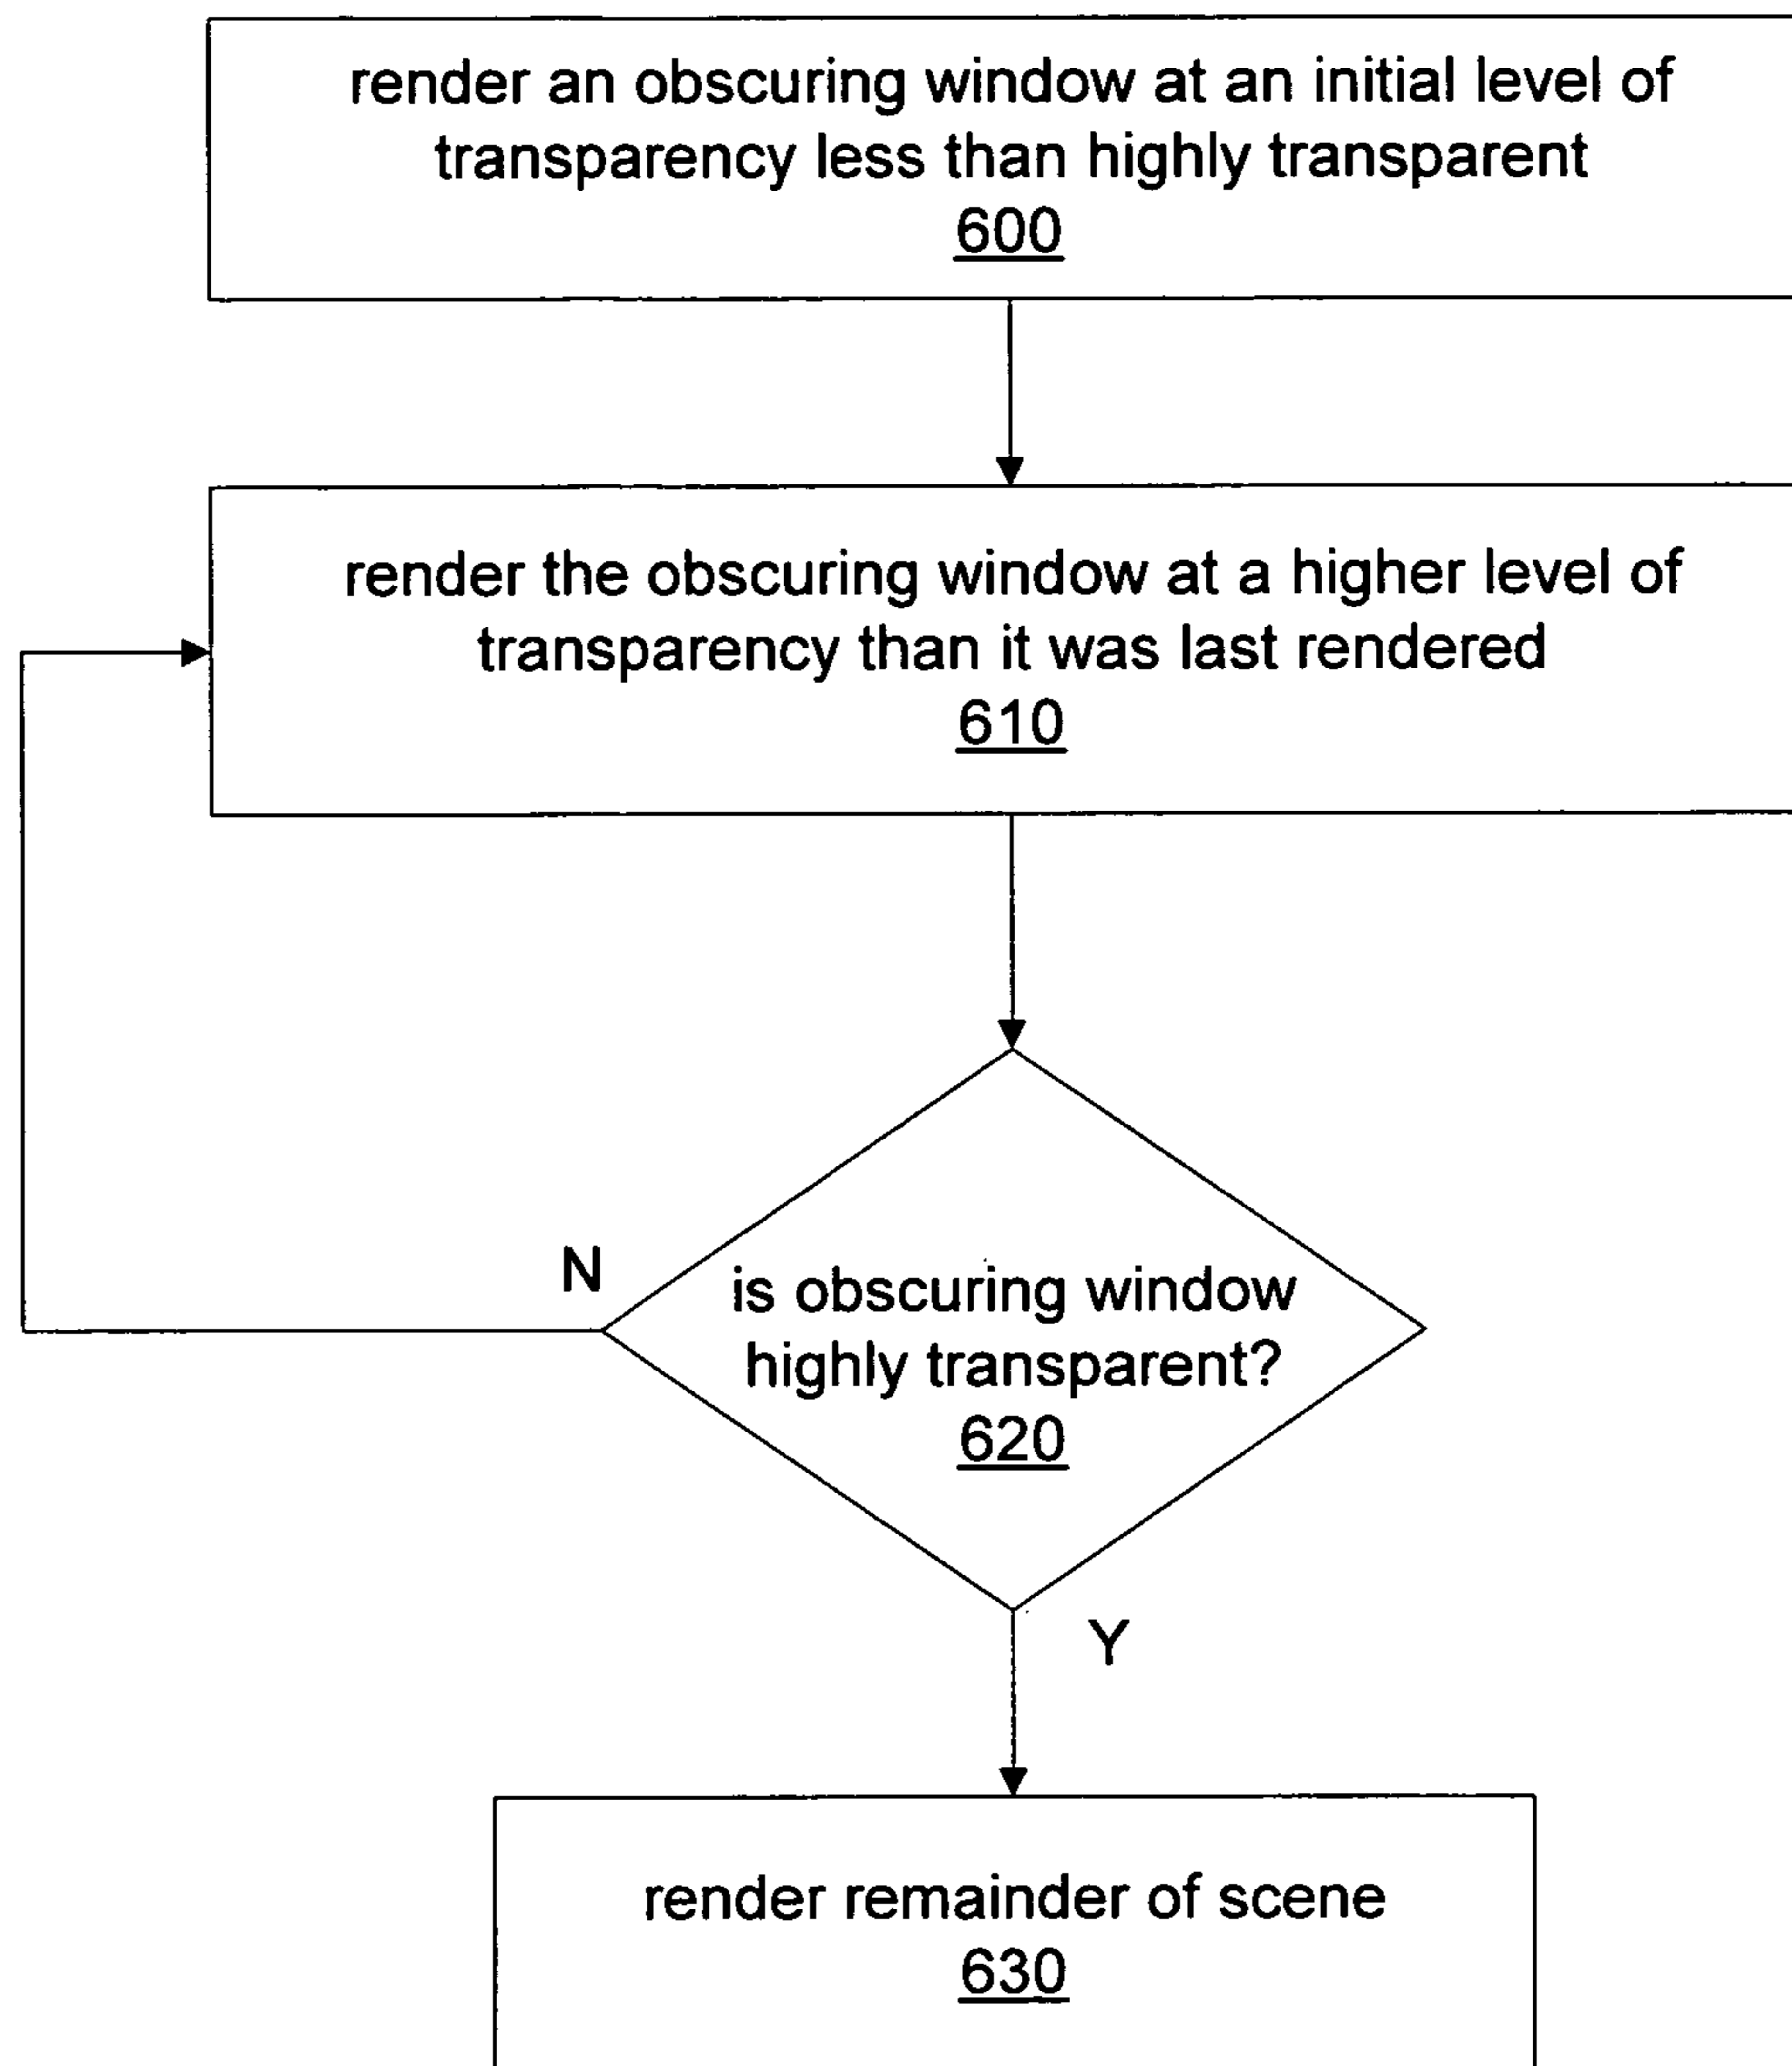 render an obscuring window at an initial level of
transparency less than highly transparent
600
render the obscuring window at a higher level of
transparency than it was last rendered
610
N
is obscuring window
highly transparent?
620
Y
render remainder of scene
630